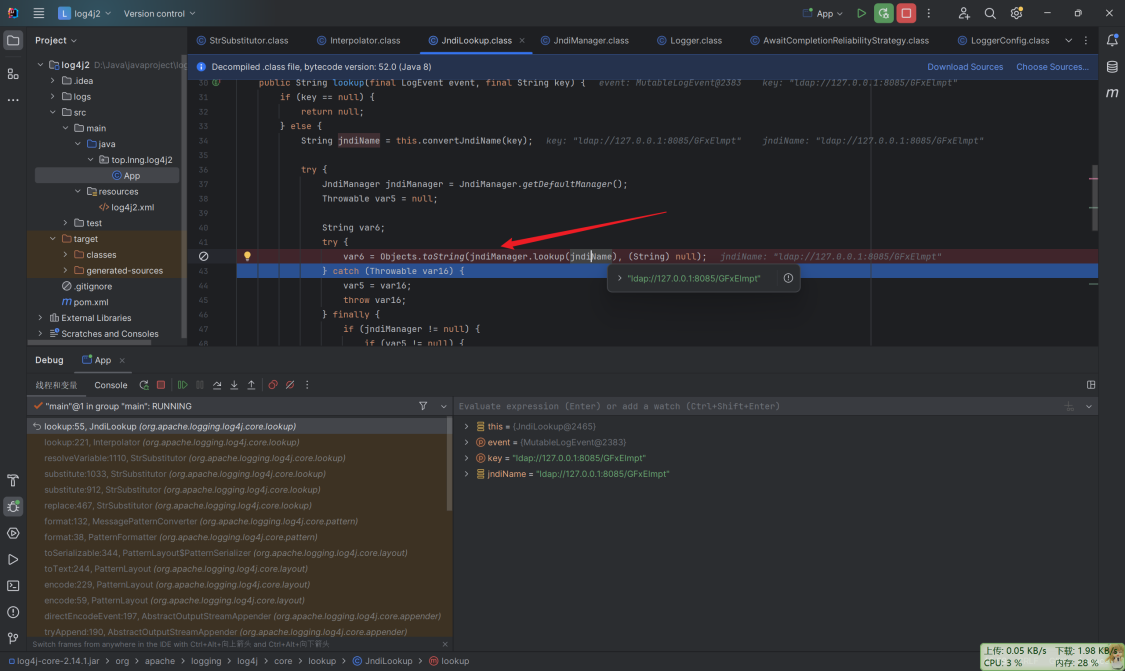 log4j2
Version control
App
Project
StrSubstitutor.class
Interpolator.class
JndiLookup.class
JndiManager.class
Logger.class
AwaitCompletionReliabilityStrategy.class
LoggerConfig.class
Decompiled .class file, bytecode version: 52.0 (Java 8)
Download Sources
Choose Sources...
log4j2 D:\Java\javaproject\log
.idea
logs
src
main
java
top.lnng.log4j2
App
resources
log4j2.xml
test
target
classes
generated-sources
.gitignore
pom.xml
External Libraries
Scratches and Consoles
30 public String lookup(final LogEvent event, final String key) { event: MutableLogEvent@2383 key: "ldap://127.0.0.1:8085/GFxElmpt"
31 if (key == null) {
32 return null;
33 } else {
34 String jndiName = this.convertJndiName(key); key: "ldap://127.0.0.1:8085/GFxElmpt" jndiName: "ldap://127.0.0.1:8085/GFxElmpt"
35
36 try {
37 JndiManager jndiManager = JndiManager.getDefaultManager();
38 Throwable var5 = null;
39
40 String var6;
41 try {
var6 = Objects.toString(jndiManager.lookup(jndiName), (String) null); jndiName: "ldap://127.0.0.1:8085/GFxElmpt"
43 } catch (Throwable var16) {
"ldap://127.0.0.1:8085/GFxElmpt"
44 var5 = var16;
45 throw var16;
46 } finally {
47 if (jndiManager != null) {
48 if (var5 != null) {
Debug
App
线程和变量
Console
"main"@1 in group "main": RUNNING
Evaluate expression (Enter) or add a watch (Ctrl+Shift+Enter)
lookup:55, JndiLookup (org.apache.logging.log4j.core.lookup)
lookup:221, Interpolator (org.apache.logging.log4j.core.lookup)
resolveVariable:1110, StrSubstitutor (org.apache.logging.log4j.core.lookup)
substitute:1033, StrSubstitutor (org.apache.logging.log4j.core.lookup)
substitute:912, StrSubstitutor (org.apache.logging.log4j.core.lookup)
replace:467, StrSubstitutor (org.apache.logging.log4j.core.lookup)
format:132, MessagePatternConverter (org.apache.logging.log4j.core.pattern)
format:38, PatternFormatter (org.apache.logging.log4j.core.pattern)
toSerializable:344, PatternLayout$PatternSerializer (org.apache.logging.log4j.core.layout)
toText:244, PatternLayout (org.apache.logging.log4j.core.layout)
encode:229, PatternLayout (org.apache.logging.log4j.core.layout)
encode:59, PatternLayout (org.apache.logging.log4j.core.layout)
directEncodeEvent:197, AbstractOutputStreamAppender (org.apache.logging.log4j.core.appender)
tryAppend:190, AbstractOutputStreamAppender (org.apache.logging.log4j.core.appender)
this = {JndiLookup@2465}
event = {MutableLogEvent@2383}
key = "ldap://127.0.0.1:8085/GFxElmpt"
jndiName = "ldap://127.0.0.1:8085/GFxElmpt"
Switch frames from anywhere in the IDE with Ctrl+Alt+向上箭头 and Ctrl+Alt+向下箭头
log4j-core-2.14.1.jar › org › apache › logging › log4j › core › lookup › JndiLookup › lookup
上传: 0.05 KB/s 下载: 1.98 KB/s
CPU: 3 % 内存: 28 %